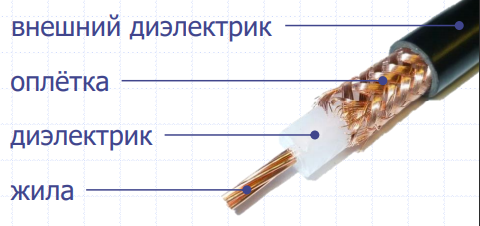 внешний диэлектрик
оплётка
диэлектрик
жила